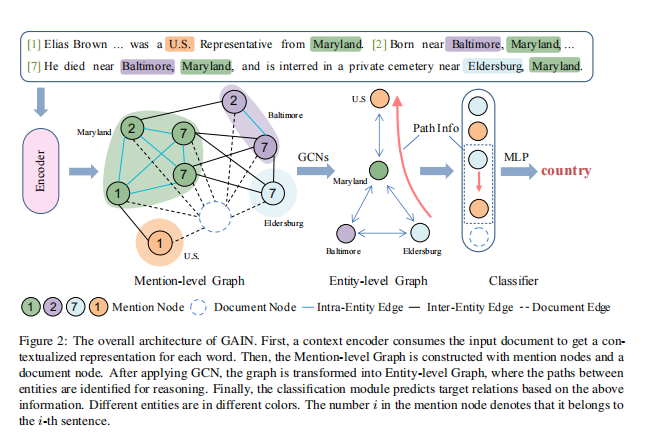 [1] Elias Brown ... was a U.S. Representative from Maryland. [2] Born near Baltimore, Maryland, ...
[7] He died near Baltimore, Maryland, and is interred in a private cemetery near Eldersburg, Maryland.
Encoder
Maryland
2
7
7
1
2
7
Baltimore
7
Eldersburg
1
U.S.
Mention-level Graph
GCNs
U.S
Maryland
Baltimore
Eldersburg
Entity-level Graph
Path Info
Classifier
MLP
country
1 2 7 1 Mention Node Document Node Intra-Entity Edge Inter-Entity Edge Document Edge
Figure 2: The overall architecture of GAIN. First, a context encoder consumes the input document to get a con-
textualized representation for each word. Then, the Mention-level Graph is constructed with mention nodes and a
document node. After applying GCN, the graph is transformed into Entity-level Graph, where the paths between
entities are identified for reasoning. Finally, the classification module predicts target relations based on the above
information. Different entities are in different colors. The number i in the mention node denotes that it belongs to
the i-th sentence.